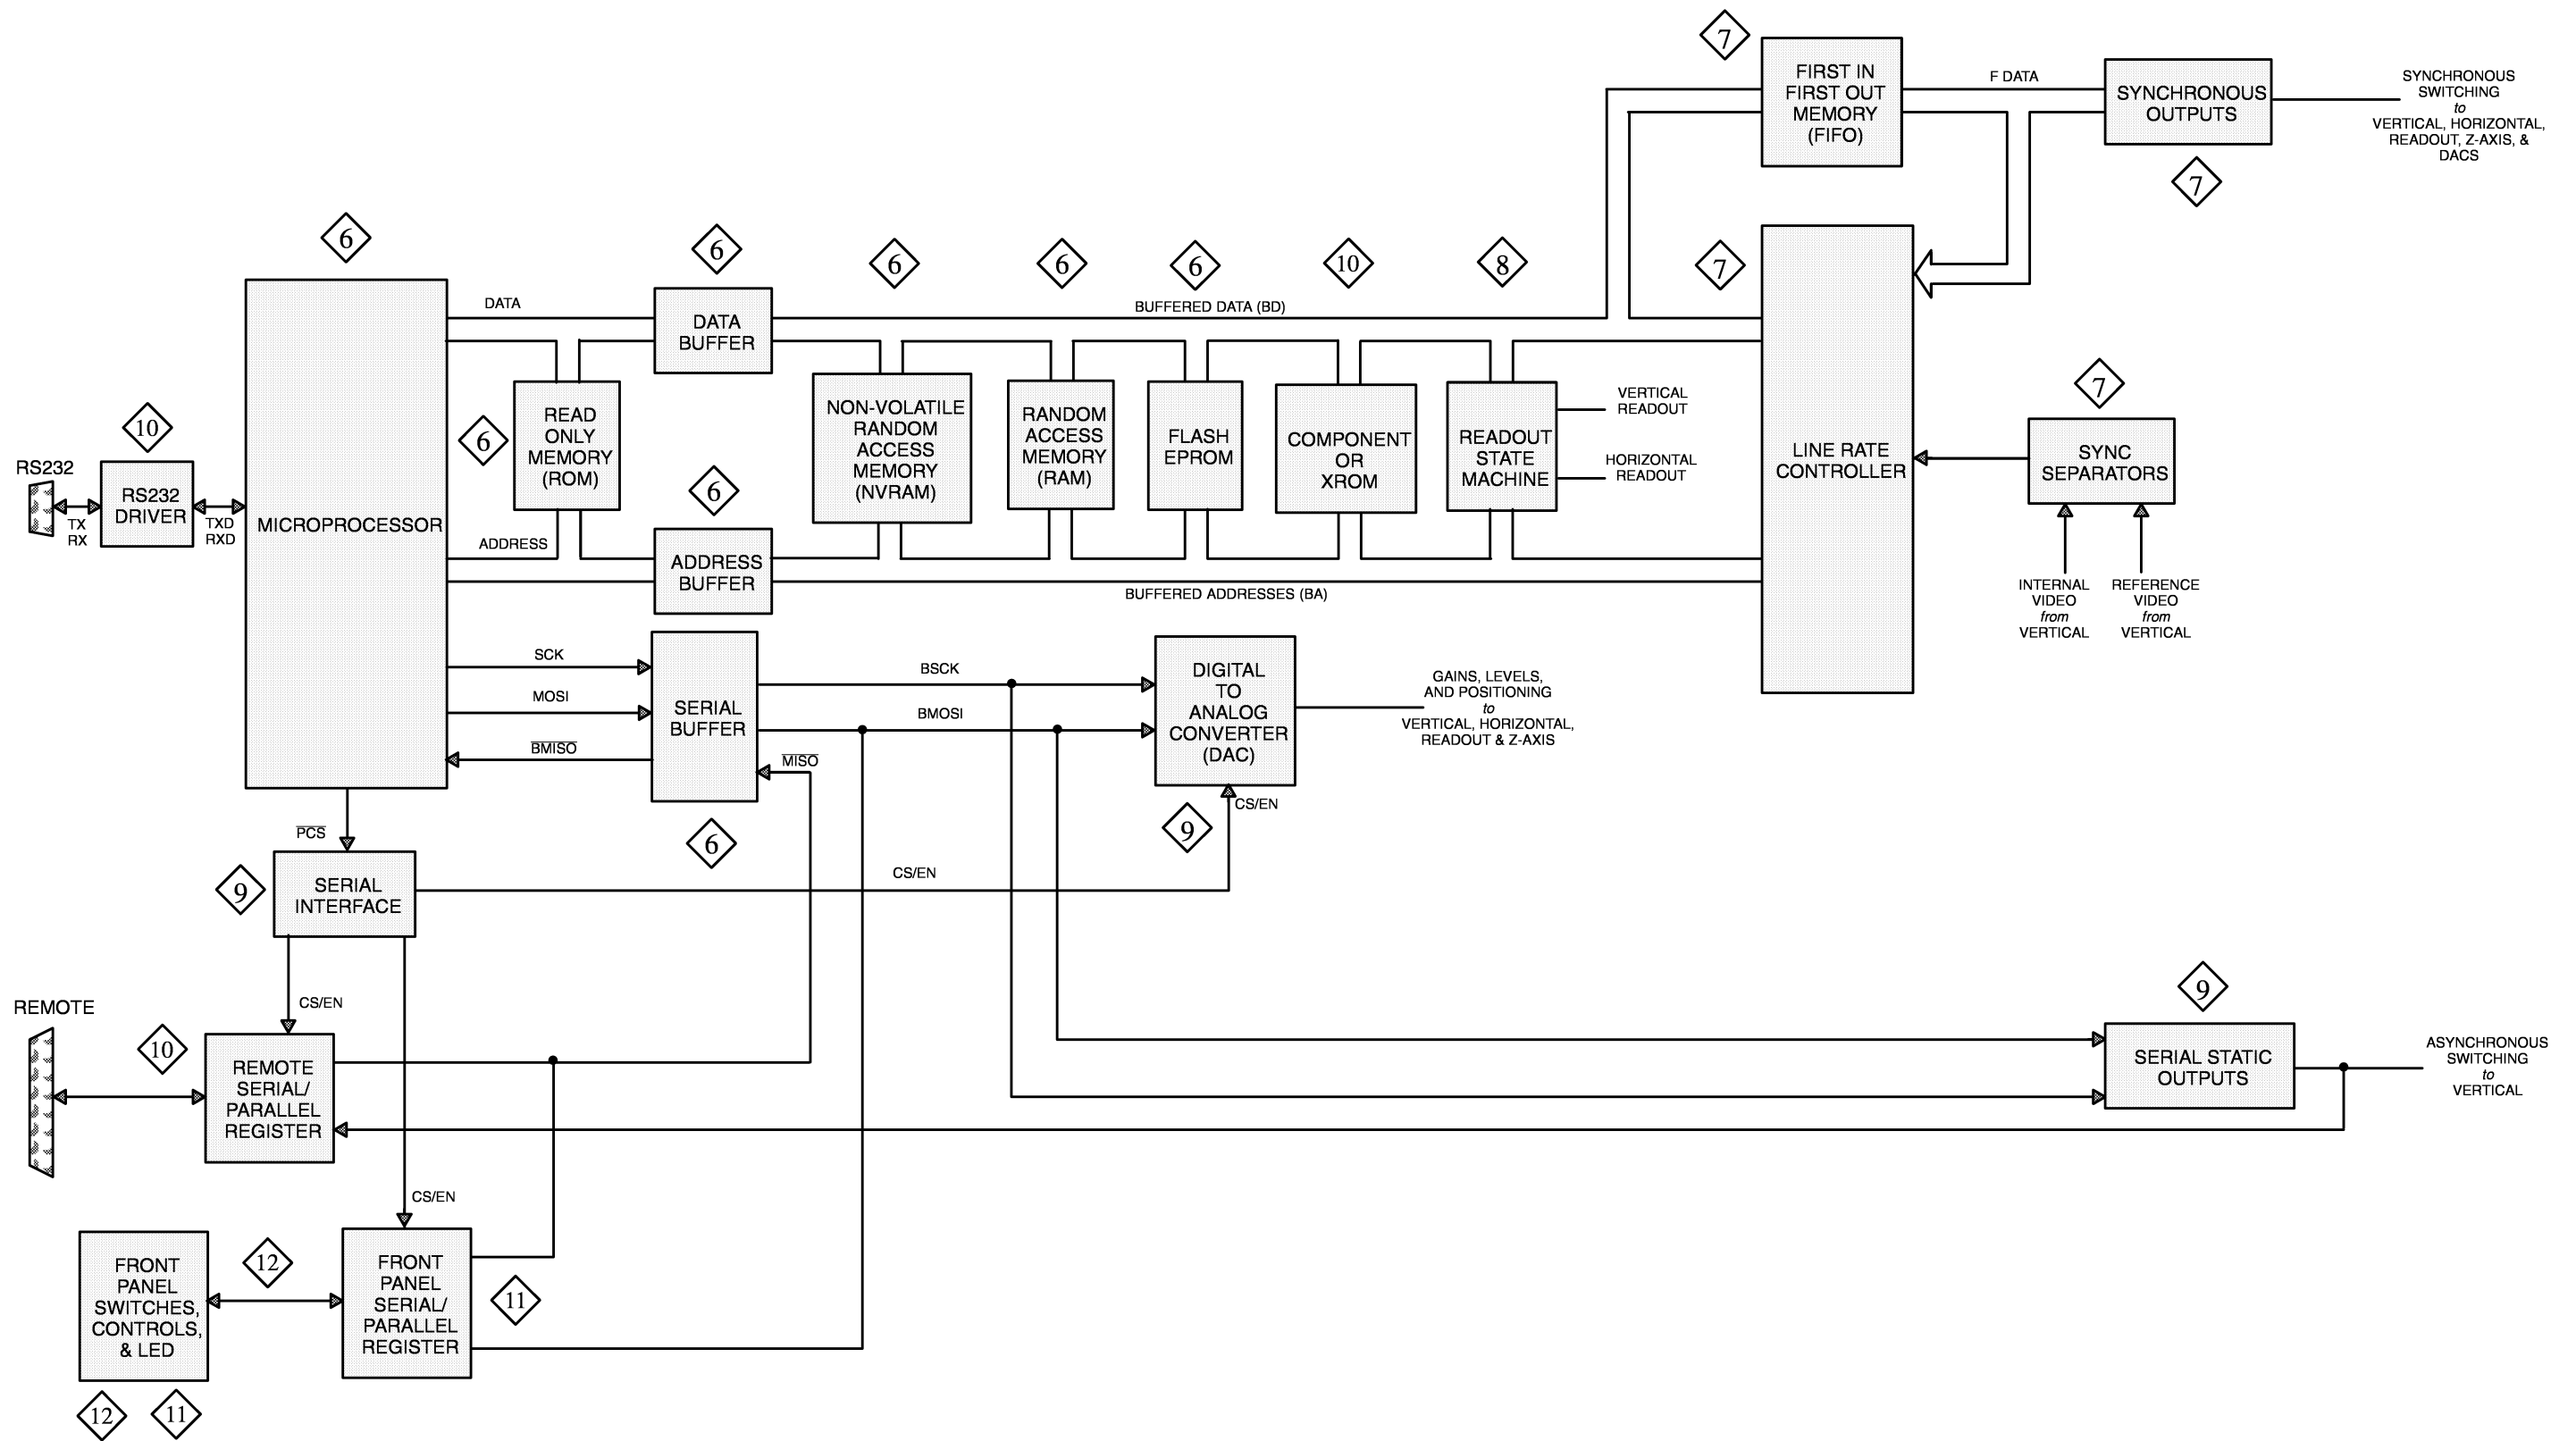 7
FIRST IN
FIRST OUT
MEMORY
(FIFO)
F DATA
SYNCHRONOUS
OUTPUTS
7
SYNCHRONOUS
SWITCHING
to
VERTICAL, HORIZONTAL,
READOUT, Z-AXIS, &
DACS
6
6
6
6
6
10
8
7
MICROPROCESSOR
DATA
DATA
BUFFER
BUFFERED DATA (BD)
10
RS232
RS232
DRIVER
TX
RX
TXD
RXD
6
READ
ONLY
MEMORY
(ROM)
ADDRESS
6
ADDRESS
BUFFER
NON-VOLATILE
RANDOM
ACCESS
MEMORY
(NVRAM)
RANDOM
ACCESS
MEMORY
(RAM)
FLASH
EPROM
COMPONENT
OR
XROM
READOUT
STATE
MACHINE
VERTICAL
READOUT
HORIZONTAL
READOUT
BUFFERED ADDRESSES (BA)
LINE RATE
CONTROLLER
7
SYNC
SEPARATORS
INTERNAL
VIDEO
from
VERTICAL
REFERENCE
VIDEO
from
VERTICAL
SCK
MOSI
BMISO
SERIAL
BUFFER
6
BSCK
BMOSI
MISO
DIGITAL
TO
ANALOG
CONVERTER
(DAC)
9
CS/EN
GAINS, LEVELS,
AND POSITIONING
to
VERTICAL, HORIZONTAL,
READOUT & Z-AXIS
PCS
9
SERIAL
INTERFACE
CS/EN
CS/EN
REMOTE
10
REMOTE
SERIAL/
PARALLEL
REGISTER
9
SERIAL STATIC
OUTPUTS
ASYNCHRONOUS
SWITCHING
to
VERTICAL
CS/EN
FRONT
PANEL
SWITCHES,
CONTROLS,
& LED
12
FRONT
PANEL
SERIAL/
PARALLEL
REGISTER
11
12
11